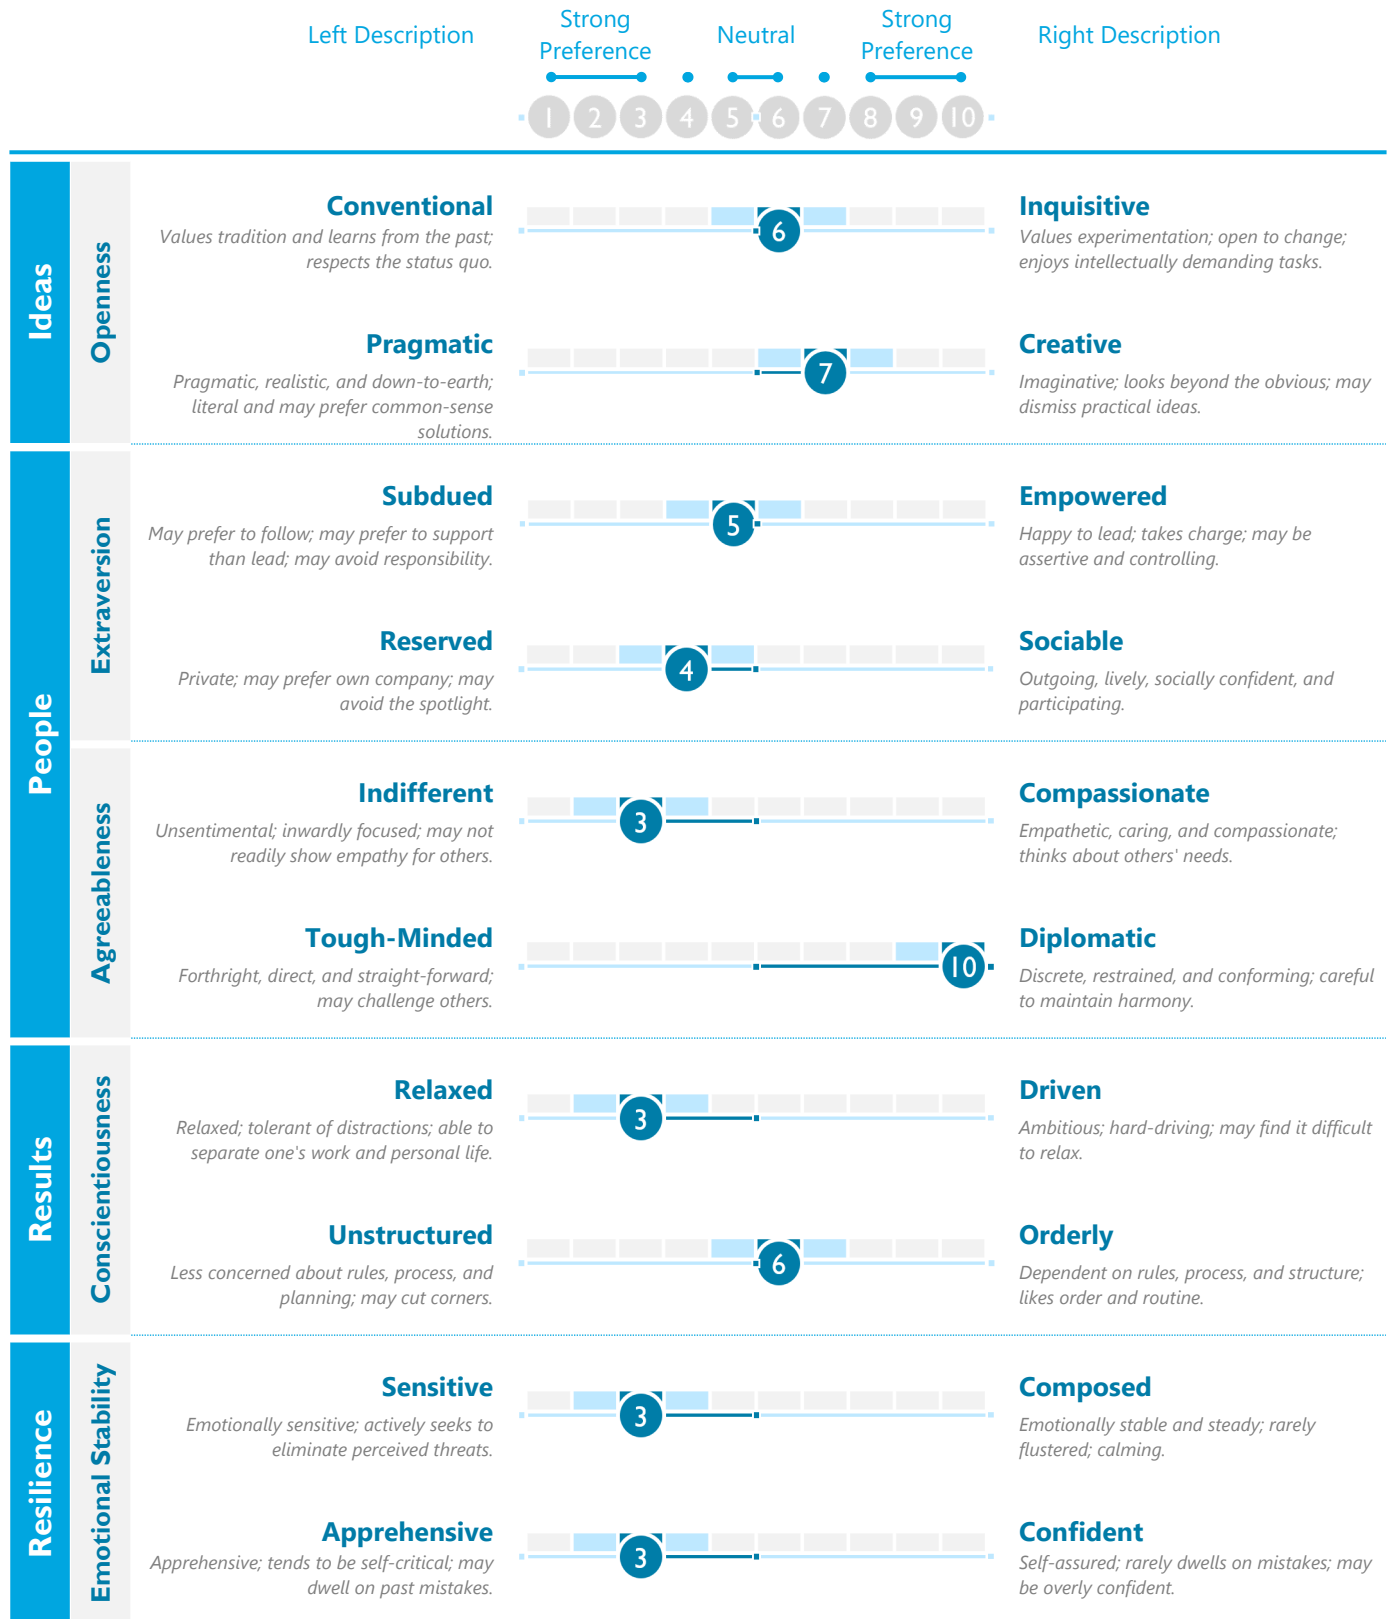 Left Description
Strong
Preference
Neutral
Strong
Preference
Right Description
1 2 3 4 5 6 7 8 9 10
Ideas
Openness
Conventional
Values tradition and learns from the past;
respects the status quo.
6
Inquisitive
Values experimentation; open to change;
enjoys intellectually demanding tasks.
Pragmatic
Pragmatic, realistic, and down-to-earth;
literal and may prefer common-sense
solutions.
7
Creative
Imaginative; looks beyond the obvious; may
dismiss practical ideas.
People
Extraversion
Subdued
May prefer to follow; may prefer to support
than lead; may avoid responsibility.
5
Empowered
Happy to lead; takes charge; may be
assertive and controlling.
Reserved
Private; may prefer own company; may
avoid the spotlight.
4
Sociable
Outgoing, lively, socially confident, and
participating.
Agreeableness
Indifferent
Unsentimental; inwardly focused; may not
readily show empathy for others.
3
Compassionate
Empathetic, caring, and compassionate;
thinks about others' needs.
Tough-Minded
Forthright, direct, and straight-forward;
may challenge others.
10
Diplomatic
Discrete, restrained, and conforming; careful
to maintain harmony.
Results
Conscientiousness
Relaxed
Relaxed; tolerant of distractions; able to
separate one's work and personal life.
3
Driven
Ambitious; hard-driving; may find it difficult
to relax.
Unstructured
Less concerned about rules, process, and
planning; may cut corners.
6
Orderly
Dependent on rules, process, and structure;
likes order and routine.
Resilience
Emotional Stability
Sensitive
Emotionally sensitive; actively seeks to
eliminate perceived threats.
3
Composed
Emotionally stable and steady; rarely
flustered; calming.
Apprehensive
Apprehensive; tends to be self-critical; may
dwell on past mistakes.
3
Confident
Self-assured; rarely dwells on mistakes; may
be overly confident.